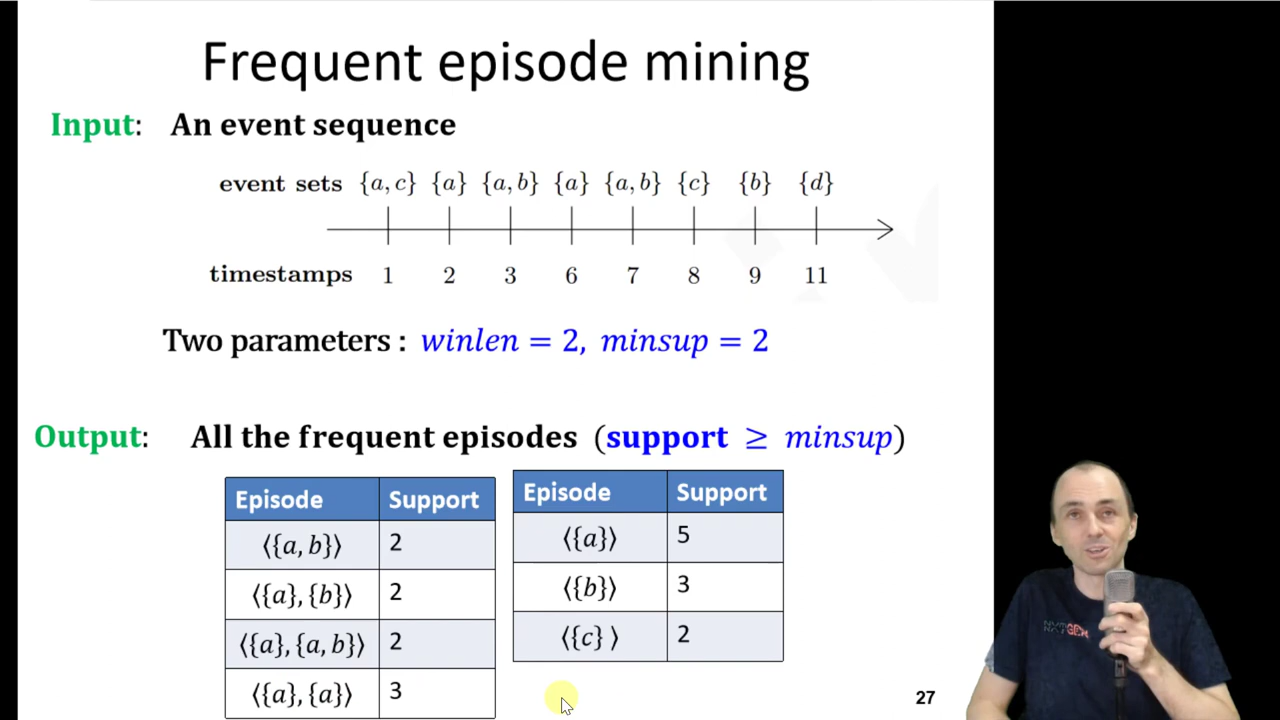 Frequent episode mining
Input: An event sequence
event sets {a, c} {a} {a, b} {a} {a, b} {c} {b} {d}
timestamps 1 2 3 6 7 8 9 11
Two parameters : winlen = 2, minsup = 2
Output: All the frequent episodes (support ≥ minsup)
Episode Support
⟨{a, b}⟩ 2
⟨{a}, {b}⟩ 2
⟨{a}, {a, b}⟩ 2
⟨{a}, {a}⟩ 3
Episode Support
⟨{a}⟩ 5
⟨{b}⟩ 3
⟨{c} ⟩ 2
27